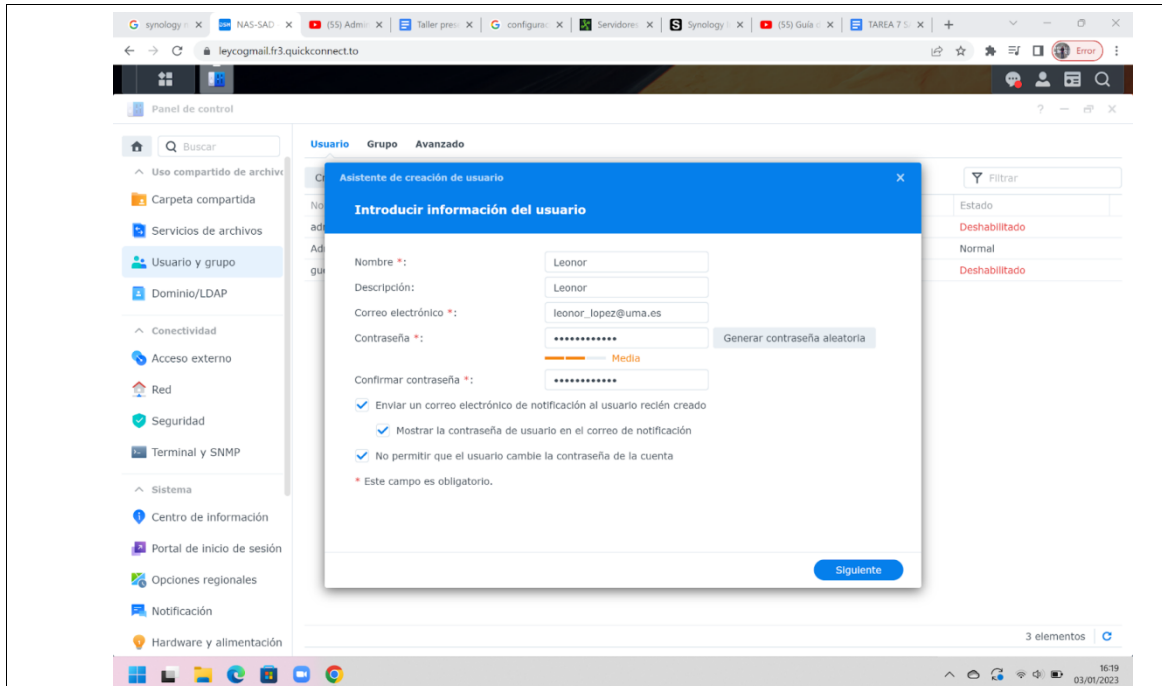 synology n
NAS-SAD
(55) Admi
Taller pres
configurac
Servidores
Synology
(55) Guía
TAREA 7 S
leycogmail.fr3.quickconnect.to
Error
Panel de control
Buscar
Usuario Grupo Avanzado
Uso compartido de archivo
Carpeta compartida
Servicios de archivos
Usuario y grupo
Dominio/LDAP
Conectividad
Acceso externo
Red
Seguridad
Terminal y SNMP
Sistema
Centro de información
Portal de inicio de sesión
Opciones regionales
Notificación
Hardware y alimentación
Filtrar
Estado
Deshabilitado
Normal
Deshabilitado
Asistente de creación de usuario
Introducir información del usuario
Nombre *: Leonor
Descripción: Leonor
Correo electrónico *: leonor_lopez@uma.es
Contraseña *: •••••••••••• Generar contraseña aleatoria
Media
Confirmar contraseña *: ••••••••••••
Enviar un correo electrónico de notificación al usuario recién creado
Mostrar la contraseña de usuario en el correo de notificación
No permitir que el usuario cambie la contraseña de la cuenta
* Este campo es obligatorio.
Siguiente
3 elementos
16:19
03/01/2023